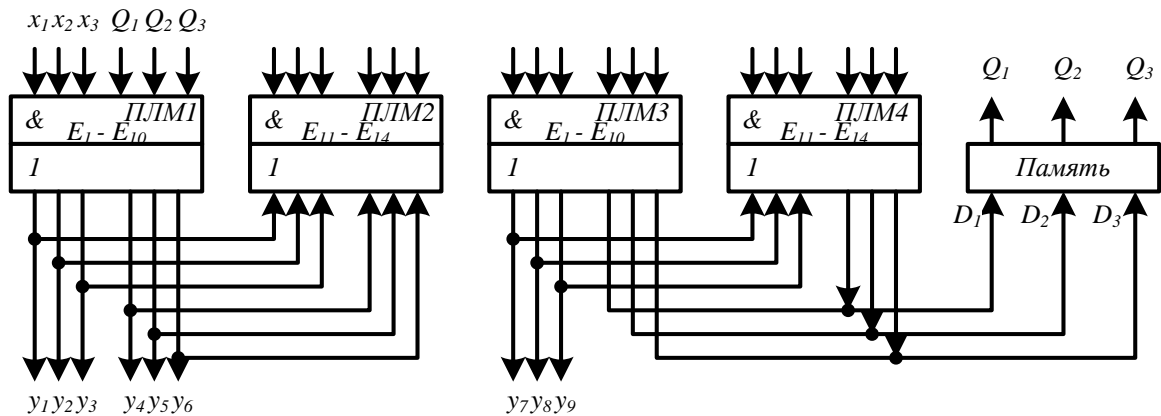 x₁ x₂ x₃ Q₁ Q₂ Q₃
Q₁ Q₂ Q₃
& ПЛМ1
E₁ - E₁₀
1
& ПЛМ2
E₁₁ - E₁₄
1
& ПЛМ3
E₁ - E₁₀
1
& ПЛМ4
E₁₁ - E₁₄
1
Память
D₁ D₂ D₃
y₁ y₂ y₃ y₄ y₅ y₆ y₇ y₈ y₉